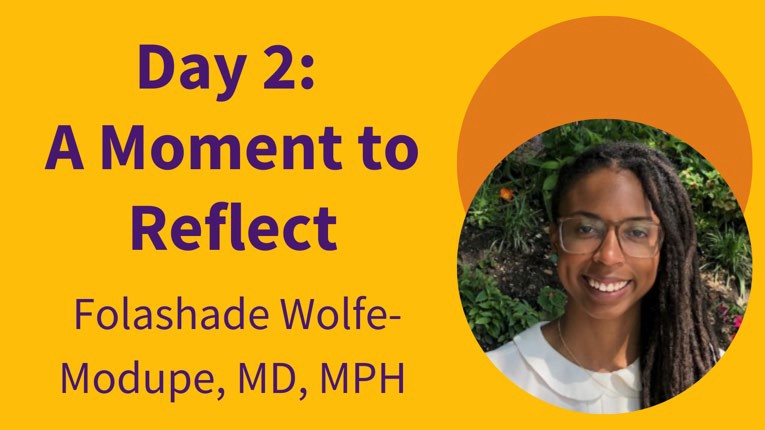 Day 2:
A Moment to
Reflect
Folashade Wolfe-
Modupe, MD, MPH